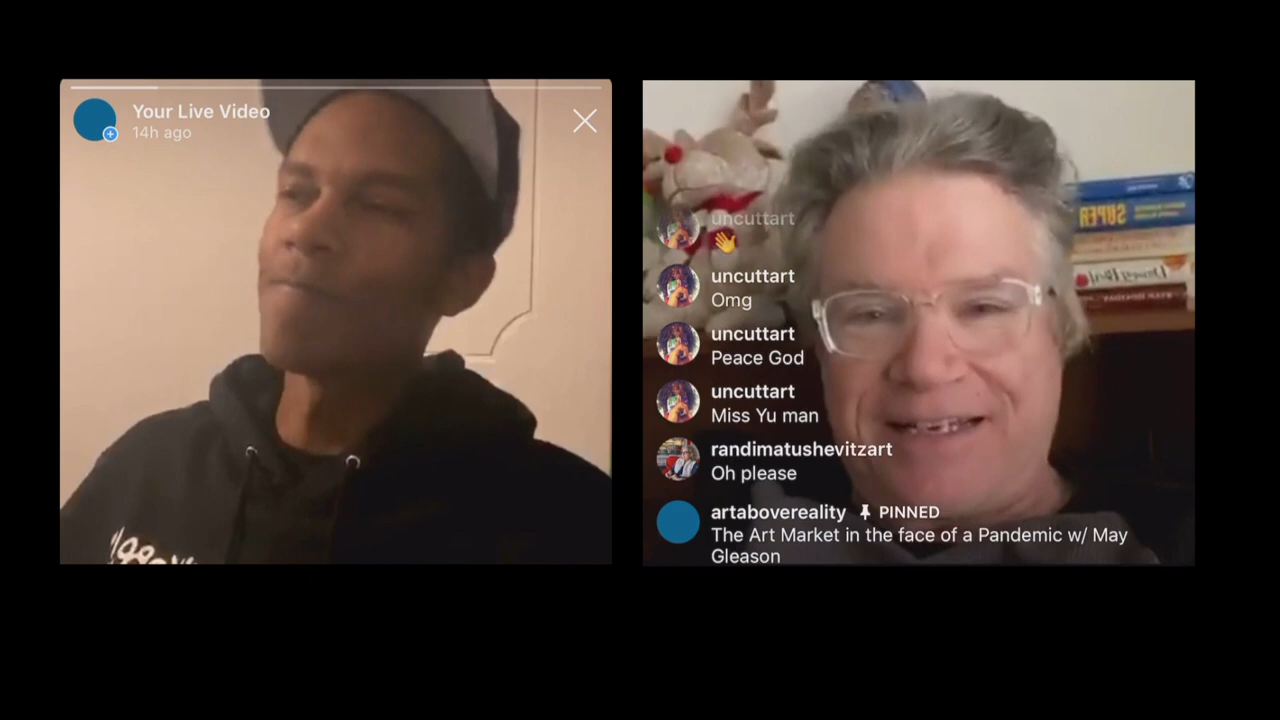 Your Live Video
14h ago
uncuttart
👋
uncuttart
Omg
uncuttart
Peace God
uncuttart
Miss Yu man
randimatushevitzart
Oh please
artabovereality PINNED
The Art Market in the face of a Pandemic w/ May
Gleason
SUPER